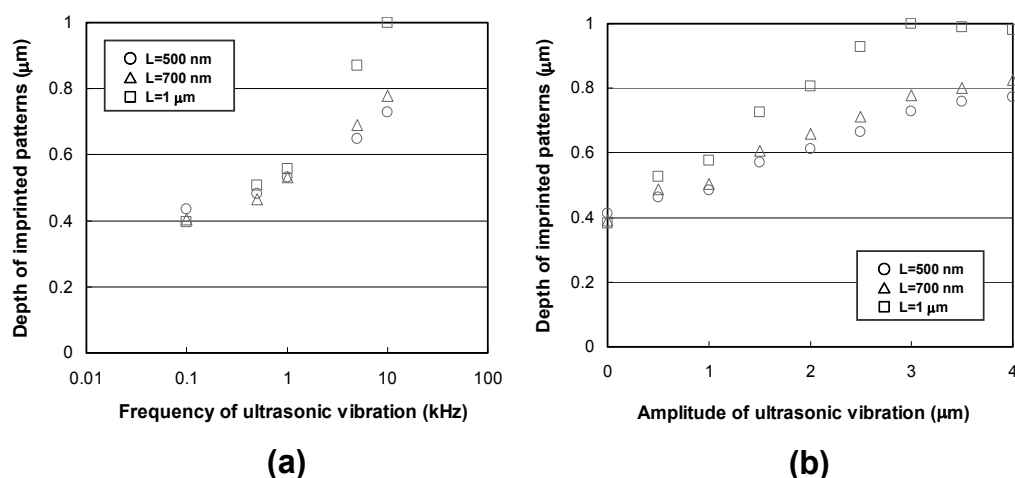 Depth of imprinted patterns (μm)
1
0.8
0.6
0.4
0.2
0
L=500 nm
L=700 nm
L=1 μm
0.01
0.1
1
10
100
Frequency of ultrasonic vibration (kHz)
(a)
Depth of imprinted patterns (μm)
1
0.8
0.6
0.4
0.2
0
L=500 nm
L=700 nm
L=1 μm
0
1
2
3
4
Amplitude of ultrasonic vibration (μm)
(b)